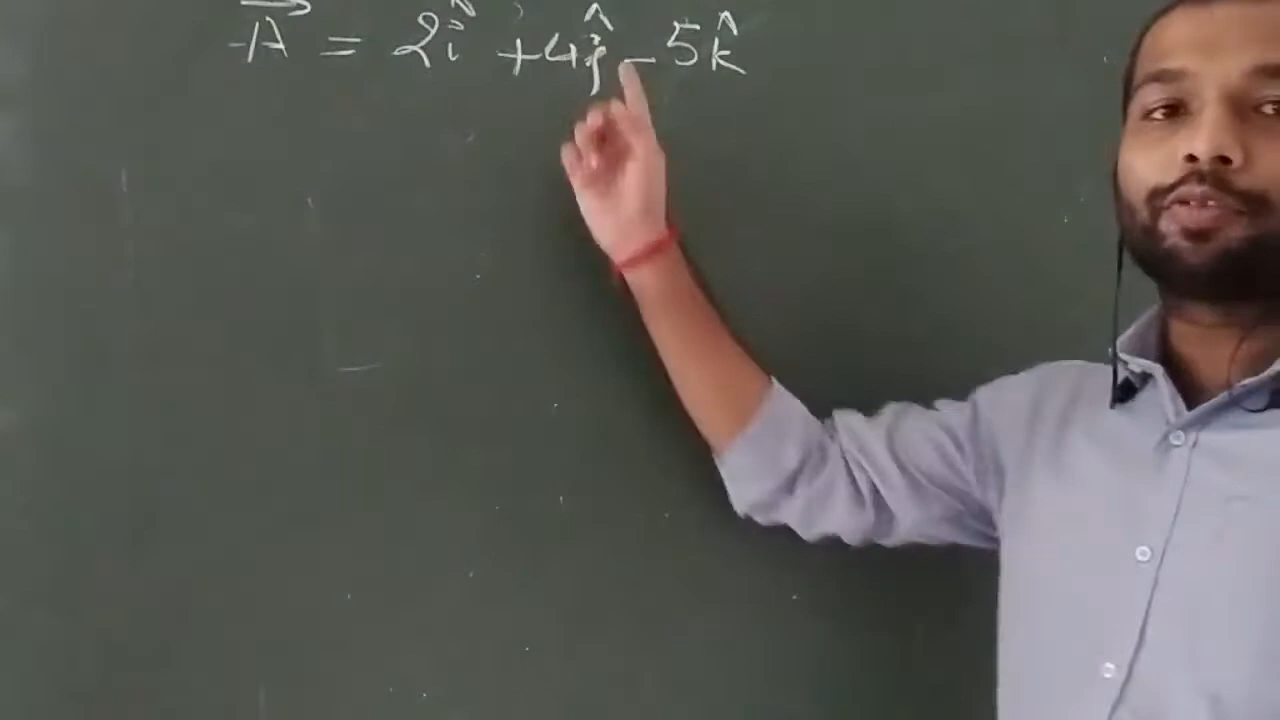 A⃗ = 2î + 4ĵ - 5k̂